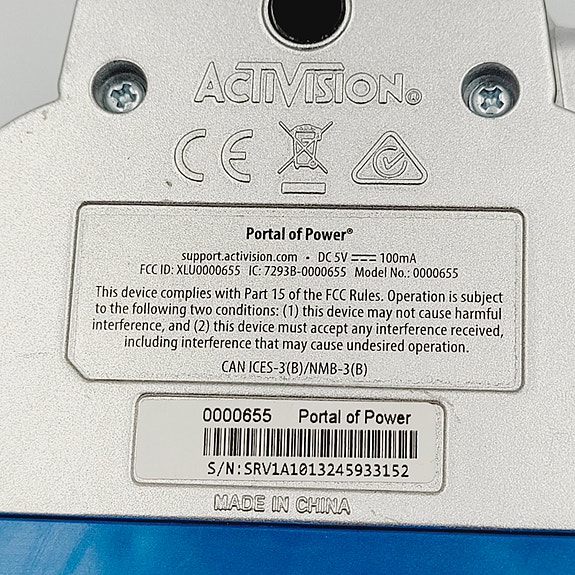 ACTIVISION®
CE
Portal of Power®
support.activision.com • DC 5V ⎓ 100mA
FCC ID: XLU0000655 IC: 7293B-0000655 Model No.: 0000655
This device complies with Part 15 of the FCC Rules. Operation is subject
to the following two conditions: (1) this device may not cause harmful
interference, and (2) this device must accept any interference received,
including interference that may cause undesired operation.
CAN ICES-3(B)/NMB-3(B)
0000655 Portal of Power
S/N:SRV1A1013245933152
MADE IN CHINA